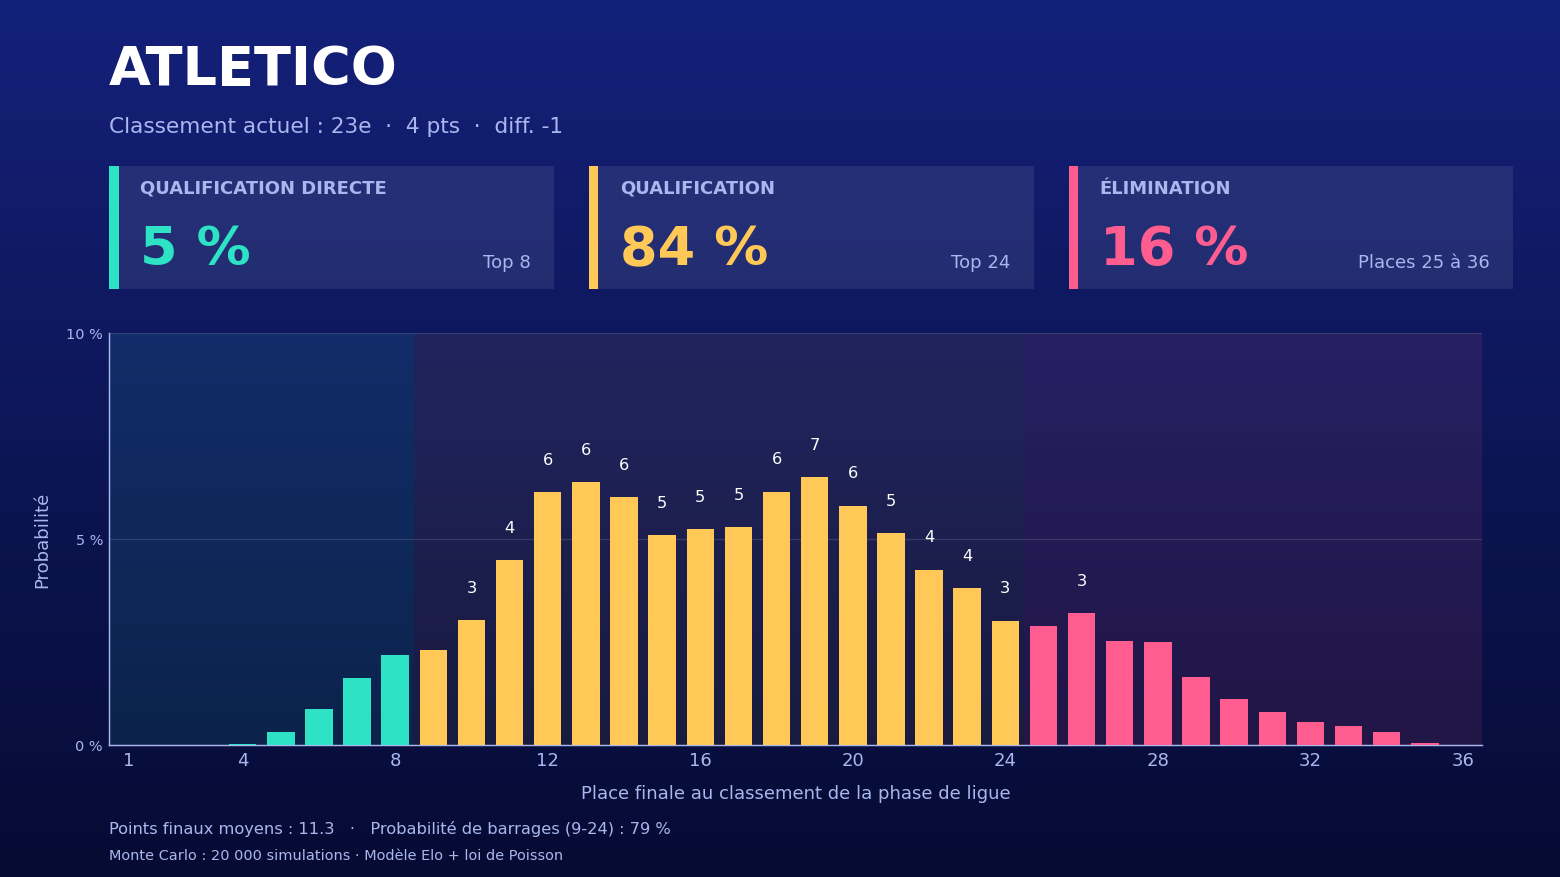 ATLETICO
Classement actuel : 23e · 4 pts · diff. -1
QUALIFICATION DIRECTE
5 %
Top 8
QUALIFICATION
84 %
Top 24
ÉLIMINATION
16 %
Places 25 à 36
10 %
5 %
0 %
Probabilité
3 4 6 6 6 5 5 5 6 7 6 5 4 4 3 3
1 4 8 12 16 20 24 28 32 36
Place finale au classement de la phase de ligue
Points finaux moyens : 11.3 · Probabilité de barrages (9-24) : 79 %
Monte Carlo : 20 000 simulations · Modèle Elo + loi de Poisson